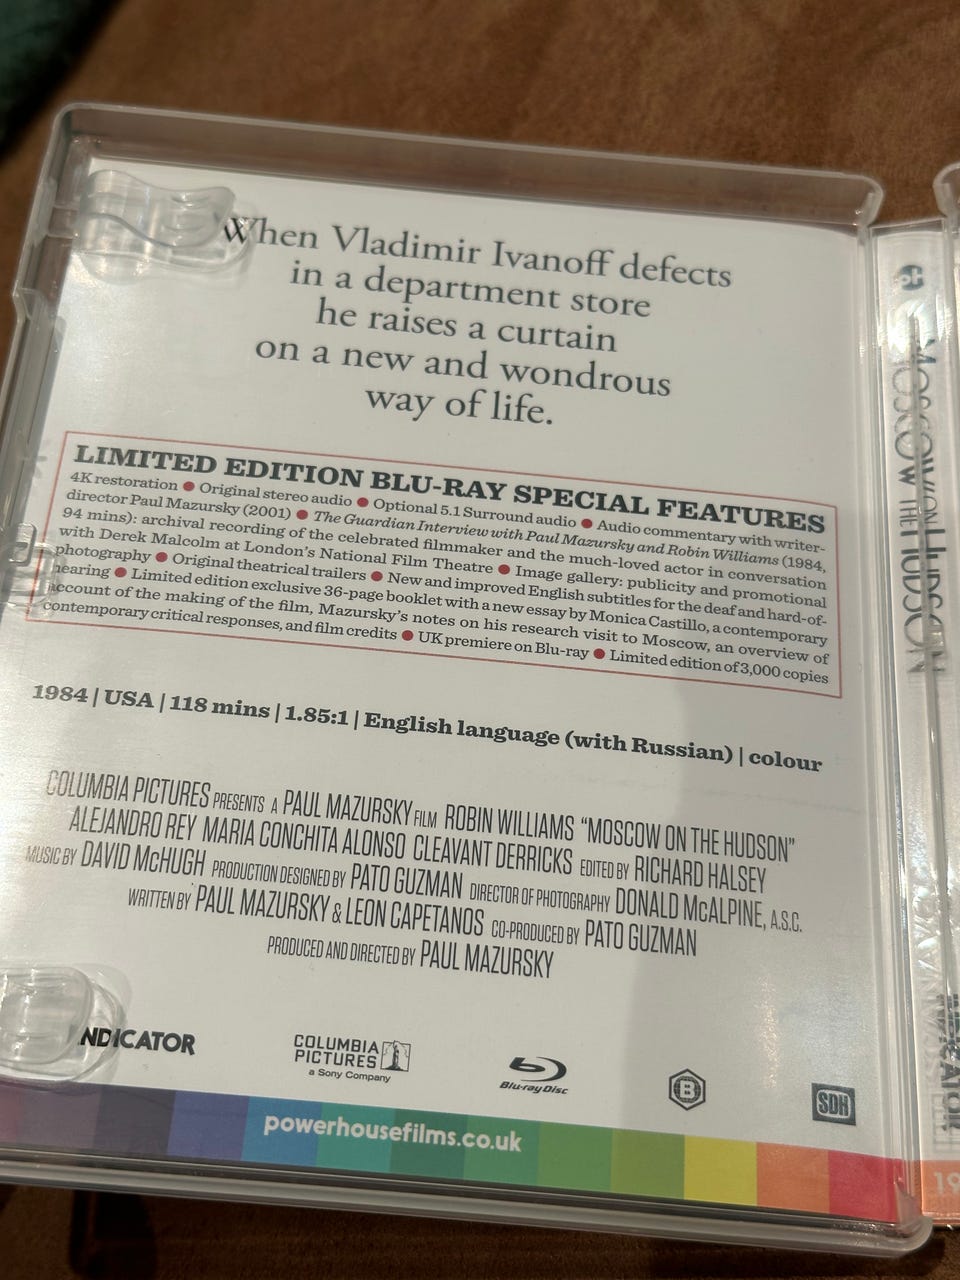 When Vladimir Ivanoff defects
in a department store
he raises a curtain
on a new and wondrous
way of life.
LIMITED EDITION BLU-RAY SPECIAL FEATURES
4K restoration ● Original stereo audio ● Optional 5.1 Surround audio ● Audio commentary with writer-
director Paul Mazursky (2001) ● The Guardian Interview with Paul Mazursky and Robin Williams (1984,
94 mins): archival recording of the celebrated filmmaker and the much-loved actor in conversation
with Derek Malcolm at London's National Film Theatre ● Image gallery: publicity and promotional
photography ● Original theatrical trailers ● New and improved English subtitles for the deaf and hard-of-
hearing ● Limited edition exclusive 36-page booklet with a new essay by Monica Castillo, a contemporary
account of the making of the film, Mazursky's notes on his research visit to Moscow, an overview of
contemporary critical responses, and film credits ● UK premiere on Blu-ray ● Limited edition of 3,000 copies
1984 | USA | 118 mins | 1.85:1 | English language (with Russian) | colour
COLUMBIA PICTURES PRESENTS A PAUL MAZURSKY FILM ROBIN WILLIAMS "MOSCOW ON THE HUDSON"
ALEJANDRO REY MARIA CONCHITA ALONSO CLEAVANT DERRICKS EDITED BY RICHARD HALSEY
MUSIC BY DAVID McHUGH PRODUCTION DESIGNED BY PATO GUZMAN DIRECTOR OF PHOTOGRAPHY DONALD McALPINE, A.S.C.
WRITTEN BY PAUL MAZURSKY & LEON CAPETANOS CO-PRODUCED BY PATO GUZMAN
PRODUCED AND DIRECTED BY PAUL MAZURSKY
INDICATOR
COLUMBIA
PICTURES
a Sony Company
Blu-ray Disc
B
SDH
powerhousefilms.co.uk
ph
MOSCOW ON THE HUDSON
INDICATOR
19